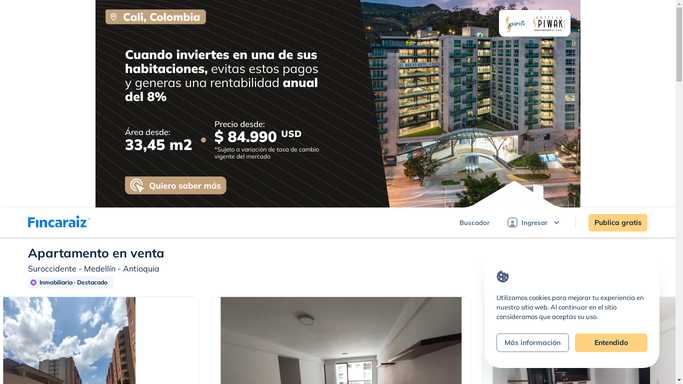 Cali, Colombia
Spiwak
HOTELES
SPIWAK
Cuando inviertes en una de sus
habitaciones, evitas estos pagos
y generas una rentabilidad anual
del 8%
Área desde:
33,45 m2
Precio desde:
$ 84.990 USD
*Sujeto a variación de tasa de cambio
vigente del mercado
Quiero saber más
Fincaraiz
Buscador
Ingresar
Publica gratis
Apartamento en venta
Suroccidente - Medellín - Antioquia
Inmobiliaria · Destacado
Utilizamos cookies para mejorar tu experiencia en
nuestro sitio web. Al continuar en el sitio
consideramos que aceptas su uso.
Más información
Entendido